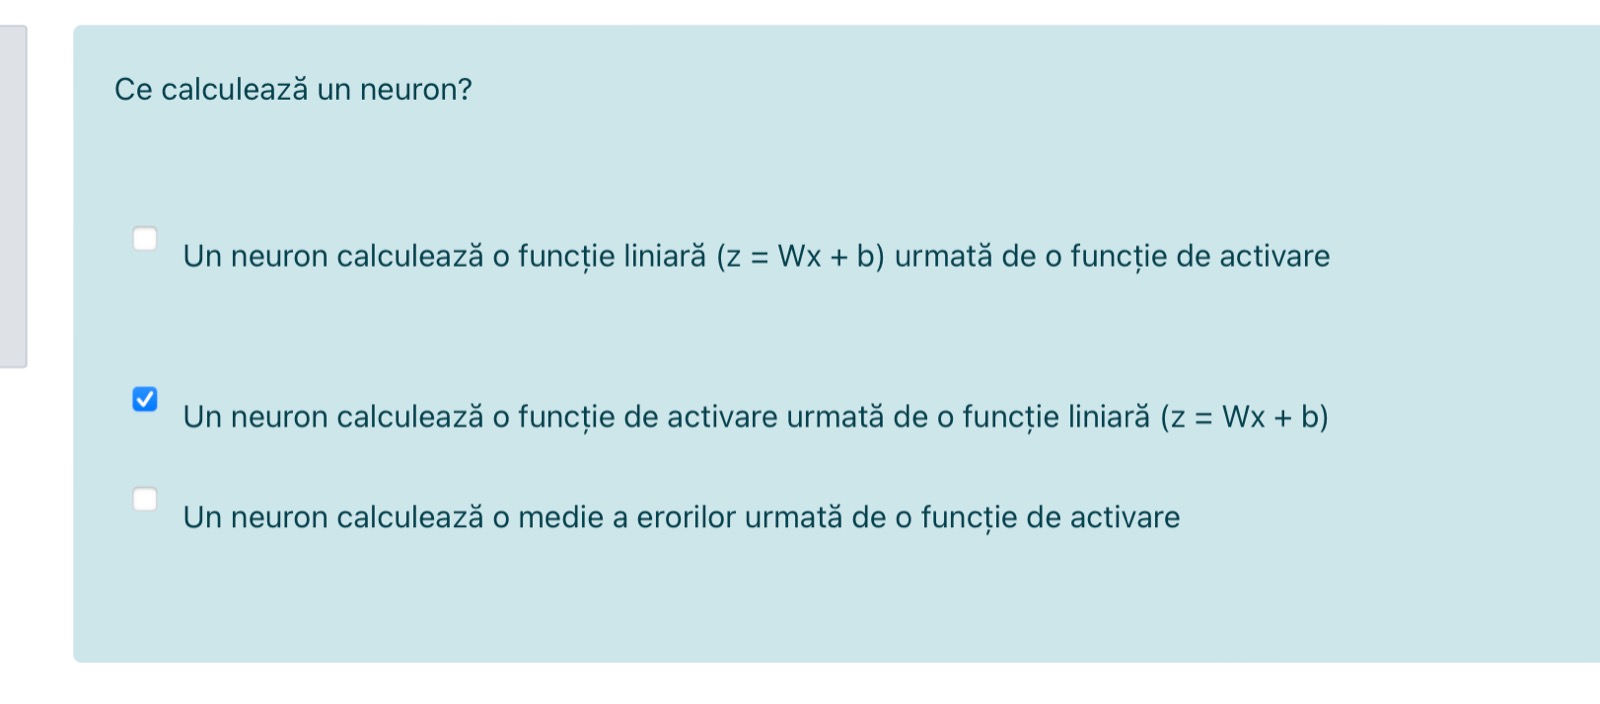 Ce calculează un neuron?
Un neuron calculează o funcție liniară (z = Wx + b) urmată de o funcție de activare
Un neuron calculează o funcție de activare urmată de o funcție liniară (z = Wx + b)
Un neuron calculează o medie a erorilor urmată de o funcție de activare